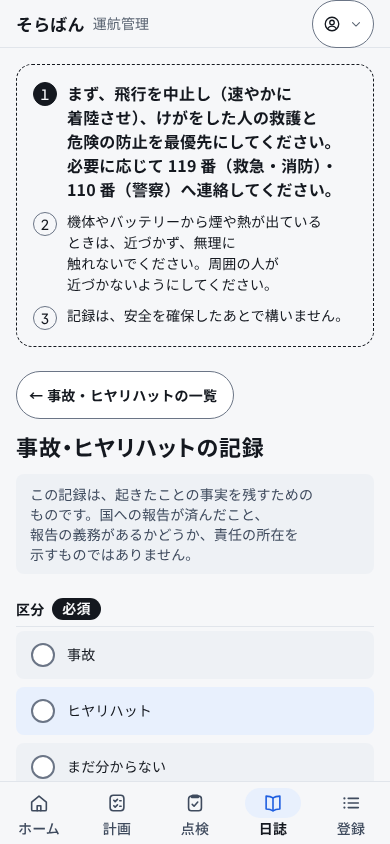 そらばん 運航管理
1 まず、飛行を中止し（速やかに
着陸させ）、けがをした人の救護と
危険の防止を最優先にしてください。
必要に応じて 119 番（救急・消防）・
110 番（警察）へ連絡してください。
2 機体やバッテリーから煙や熱が出ている
ときは、近づかず、無理に
触れないでください。周囲の人が
近づかないようにしてください。
3 記録は、安全を確保したあとで構いません。
← 事故・ヒヤリハットの一覧
事故・ヒヤリハットの記録
この記録は、起きたことの事実を残すための
ものです。国への報告が済んだこと、
報告の義務があるかどうか、責任の所在を
示すものではありません。
区分 必須
事故
ヒヤリハット
まだ分からない
ホーム 計画 点検 日誌 登録